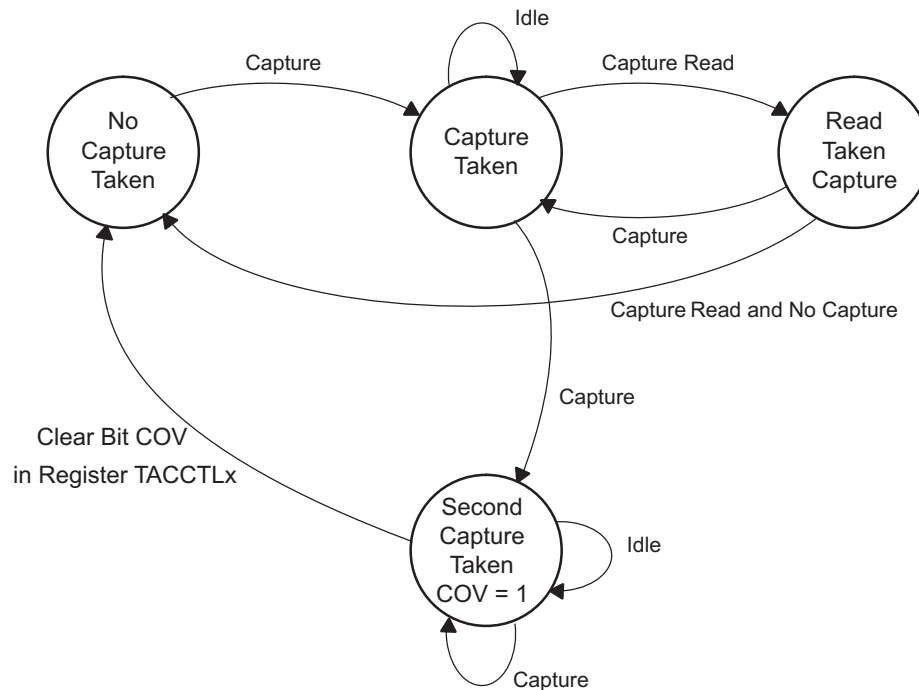 Idle
Capture
Capture Read
No
Capture
Taken
Capture
Taken
Read
Taken
Capture
Capture
Capture Read and No Capture
Capture
Clear Bit COV
in Register TACCTLx
Second
Capture
Taken
COV = 1
Idle
Capture